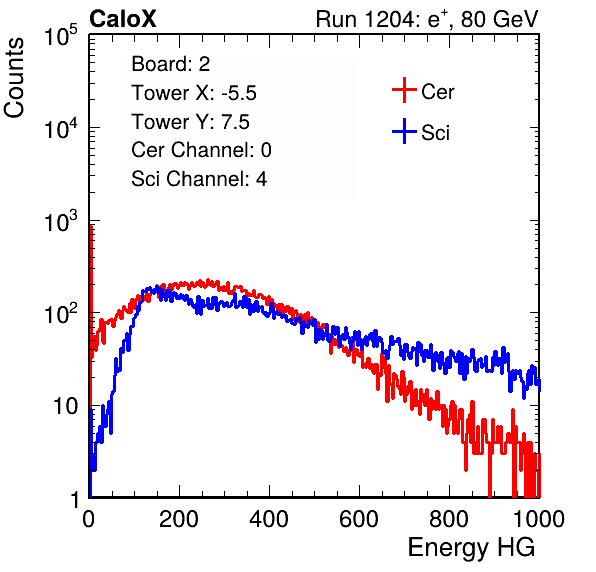 CaloX Run 1204: e⁺, 80 GeV
Counts
Board: 2
Tower X: -5.5
Tower Y: 7.5
Cer Channel: 0
Sci Channel: 4
Cer
Sci
10⁵
10⁴
10³
10²
10
1
0 200 400 600 800 1000
Energy HG